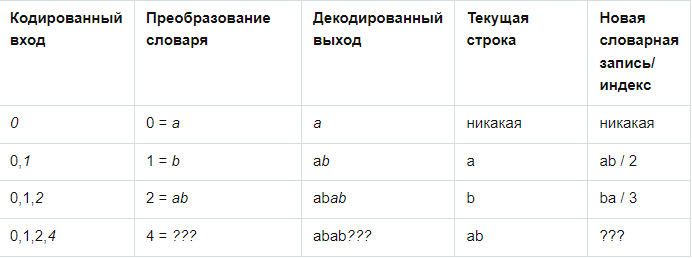 Кодированный вход | Преобразование словаря | Декодированный выход | Текущая строка | Новая словарная запись/ индекс
0 | 0 = a | a | никакая | никакая
0,1 | 1 = b | ab | a | ab / 2
0,1,2 | 2 = ab | abab | b | ba / 3
0,1,2,4 | 4 = ??? | abab??? | ab | ???